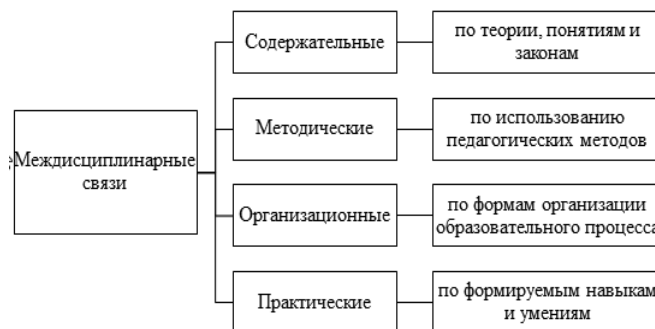 Междисциплинарные
связи
Содержательные
по теории, понятиям и
законам
Методические
по использованию
педагогических методов
Организационные
по формам организации
образовательного процесса
Практические
по формируемым навыкам
и умениям